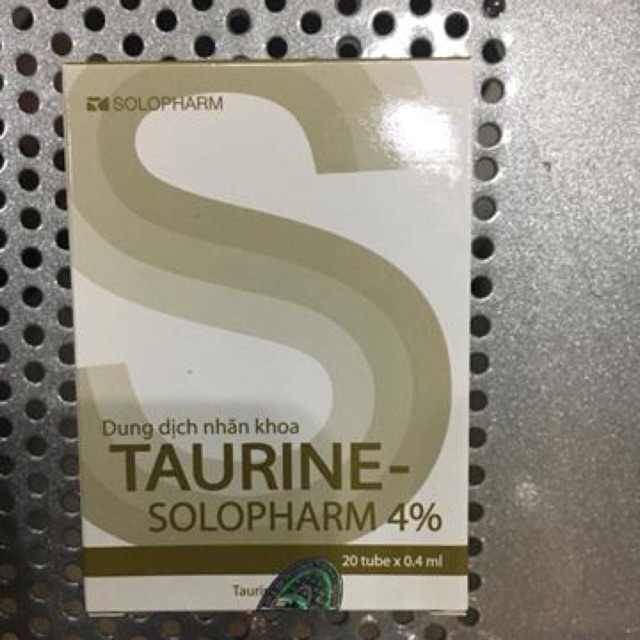 SOLOPHARM
Dung dịch nhãn khoa
TAURINE-
SOLOPHARM 4%
20 tube x 0.4 ml